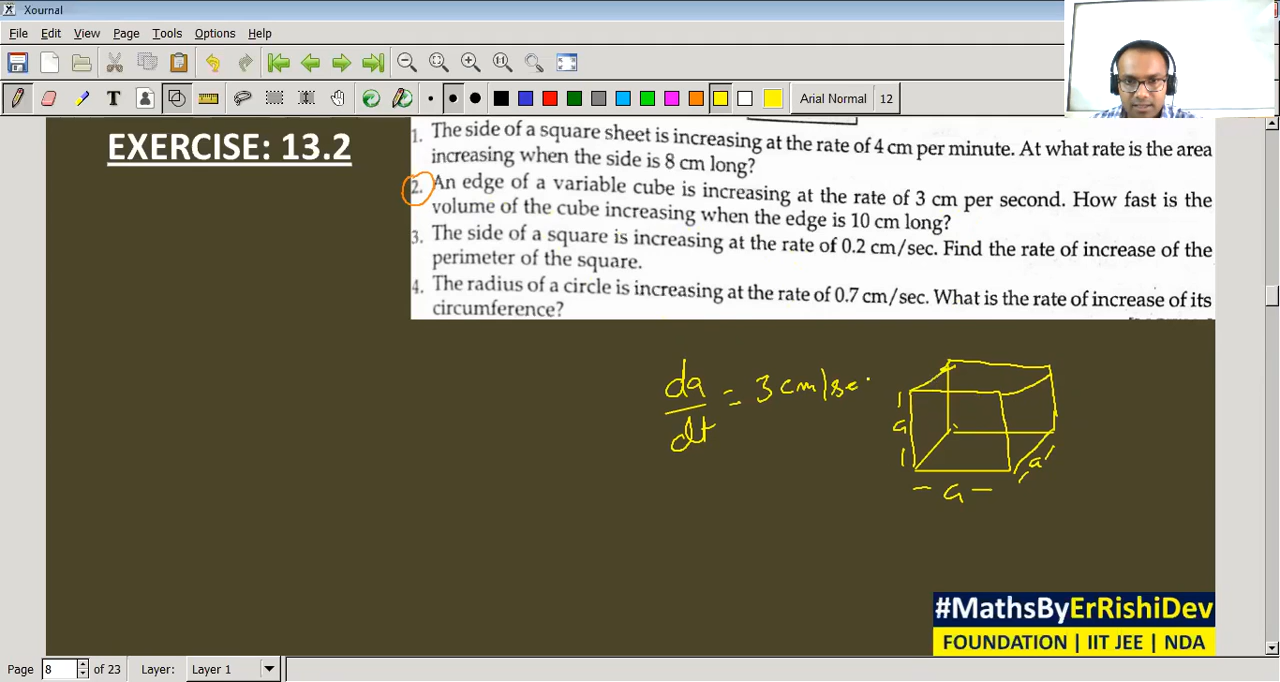 Xournal
File Edit View Page Tools Options Help
Arial Normal 12
EXERCISE: 13.2
1. The side of a square sheet is increasing at the rate of 4 cm per minute. At what rate is the area
increasing when the side is 8 cm long?
2. An edge of a variable cube is increasing at the rate of 3 cm per second. How fast is the
volume of the cube increasing when the edge is 10 cm long?
3. The side of a square is increasing at the rate of 0.2 cm/sec. Find the rate of increase of the
perimeter of the square.
4. The radius of a circle is increasing at the rate of 0.7 cm/sec. What is the rate of increase of its
circumference?
da/dt = 3 cm/sec.
a
a
a
#MathsByErRishiDev
FOUNDATION | IIT JEE | NDA
Page 8 of 23 Layer: Layer 1